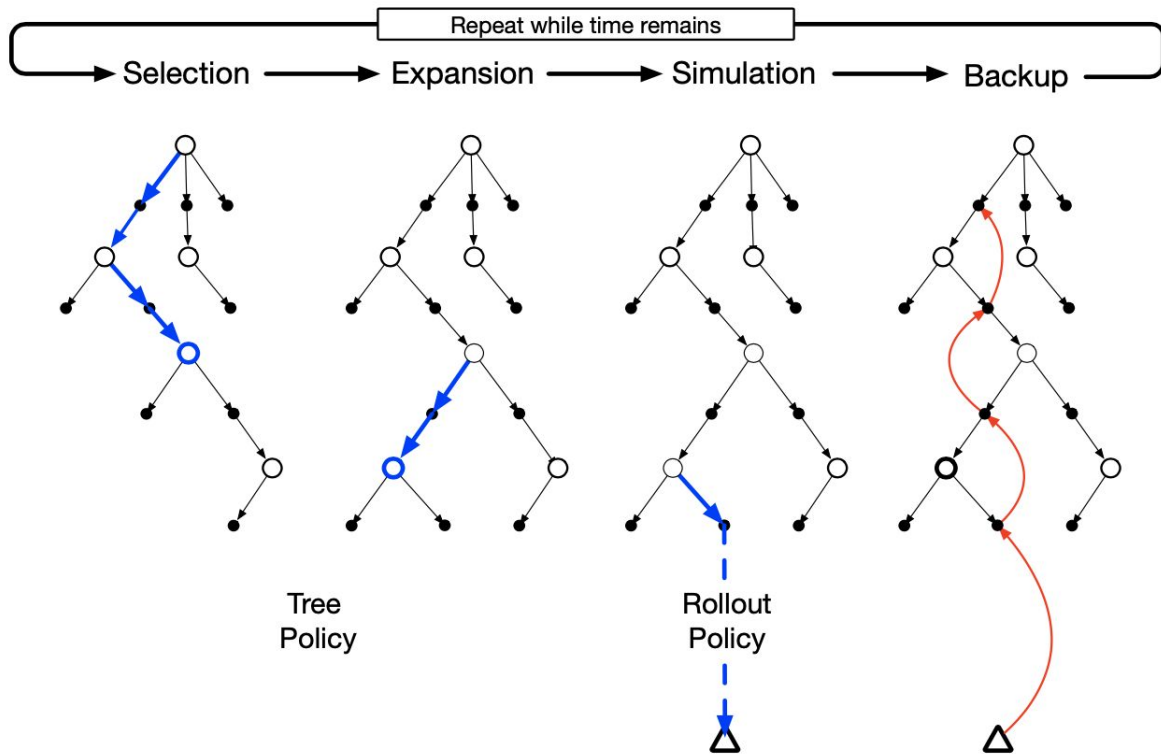 Repeat while time remains
Selection
Expansion
Simulation
Backup
Tree
Policy
Rollout
Policy